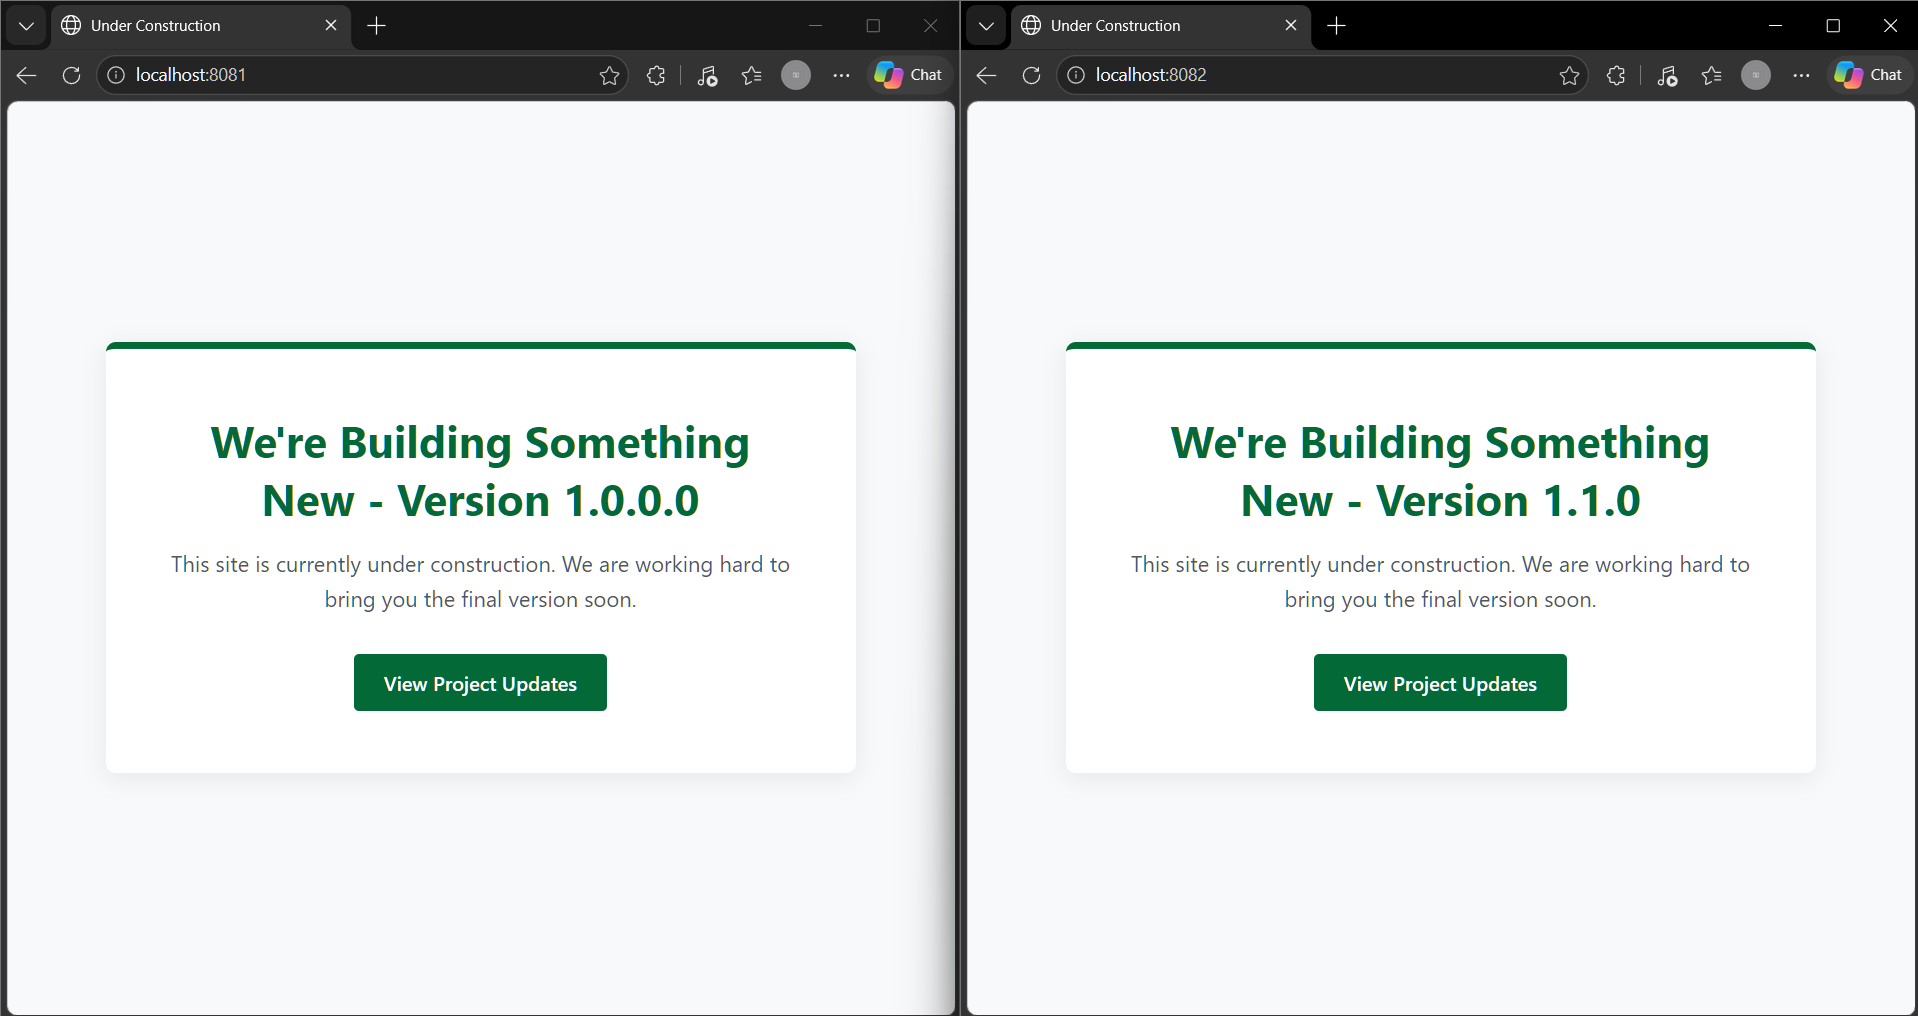 Under Construction
localhost:8081
Chat
We're Building Something
New - Version 1.0.0.0
This site is currently under construction. We are working hard to
bring you the final version soon.
View Project Updates
Under Construction
localhost:8082
Chat
We're Building Something
New - Version 1.1.0
This site is currently under construction. We are working hard to
bring you the final version soon.
View Project Updates